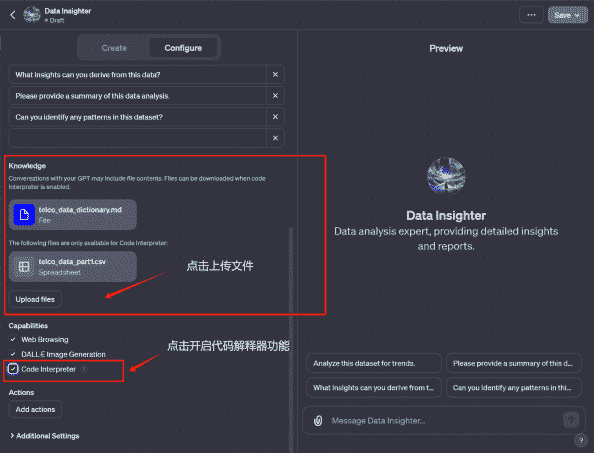 Data Insighter
Draft
Save
Create
Configure
Preview
What insights can you derive from this data?
Please provide a summary of this data analysis.
Can you identify any patterns in this dataset?
Knowledge
Conversations with your GPT may include file contents. Files can be downloaded when code
Interpreter is enabled.
telco_data_dictionary.md
File
The following files are only available for Code Interpreter:
telco_data_part1.csv
Spreadsheet
点击上传文件
Upload files
Capabilities
Web Browsing
DALL·E Image Generation
Code Interpreter
点击开启代码解释器功能
Actions
Add actions
Additional Settings
Data Insighter
Data analysis expert, providing detailed insights
and reports.
Analyze this dataset for trends.
Please provide a summary of this d...
What insights can you derive from t...
Can you identify any patterns in thi...
Message Data Insighter...
?